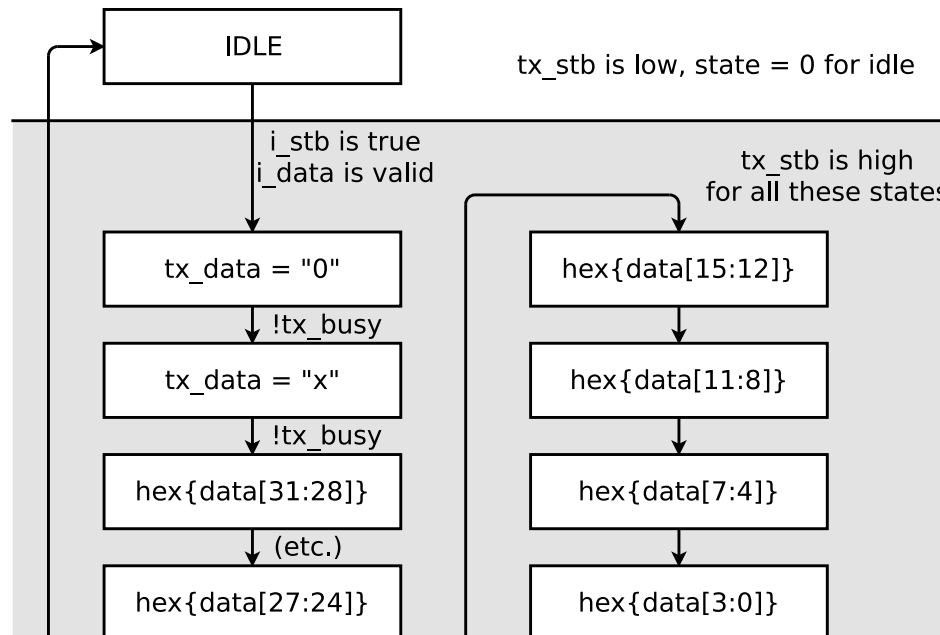 IDLE
tx_stb is low, state = 0 for idle
i_stb is true
i_data is valid
tx_data = "0"
!tx_busy
tx_data = "x"
!tx_busy
hex{data[31:28]}
(etc.)
hex{data[27:24]}
tx_stb is high
for all these states
hex{data[15:12]}
hex{data[11:8]}
hex{data[7:4]}
hex{data[3:0]}